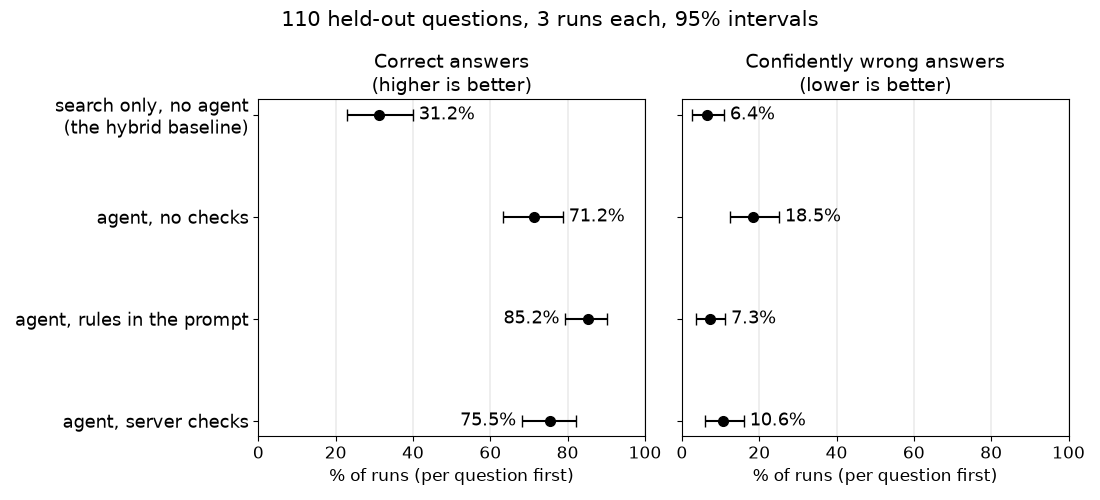 110 held-out questions, 3 runs each, 95% intervals
Correct answers
(higher is better)
Confidently wrong answers
(lower is better)
search only, no agent
(the hybrid baseline)
31.2%
6.4%
agent, no checks
71.2%
18.5%
agent, rules in the prompt
85.2%
7.3%
agent, server checks
75.5%
10.6%
0 20 40 60 80 100
0 20 40 60 80 100
% of runs (per question first)
% of runs (per question first)